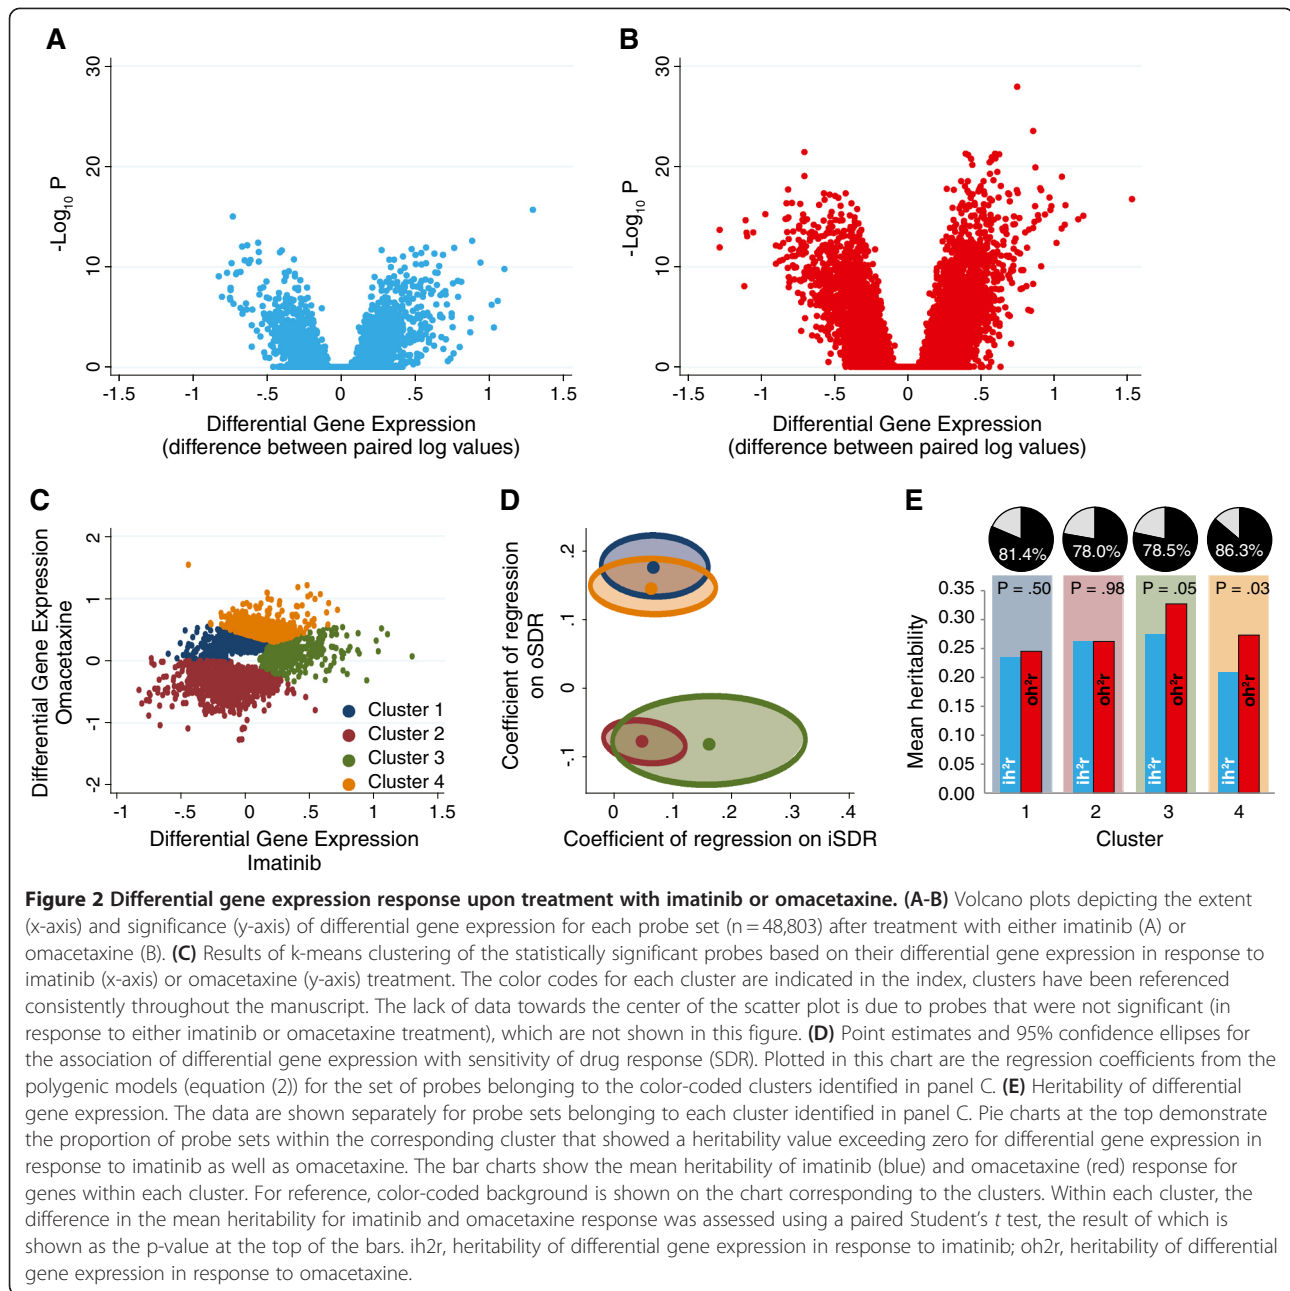 A
30
20
10
0
-Log10 P
-1.5 -1 -.5 0 .5 1 1.5
Differential Gene Expression
(difference between paired log values)
B
30
20
10
0
-Log10 P
-1.5 -1 -.5 0 .5 1 1.5
Differential Gene Expression
(difference between paired log values)
C
2
1
0
-1
-2
Differential Gene Expression
Omacetaxine
Cluster 1
Cluster 2
Cluster 3
Cluster 4
-1 -.5 0 .5 1 1.5
Differential Gene Expression
Imatinib
D
.2
.1
0
-.1
Coefficient of regression
on oSDR
0 .1 .2 .3 .4
Coefficient of regression on iSDR
E
81.4% 78.0% 78.5% 86.3%
P = .50 P = .98 P = .05 P = .03
0.35
0.30
0.25
0.20
0.15
0.10
0.05
0.00
Mean heritability
ih²r oh²r ih²r oh²r ih²r oh²r ih²r oh²r
1 2 3 4
Cluster
Figure 2 Differential gene expression response upon treatment with imatinib or omacetaxine. (A-B) Volcano plots depicting the extent
(x-axis) and significance (y-axis) of differential gene expression for each probe set (n = 48,803) after treatment with either imatinib (A) or
omacetaxine (B). (C) Results of k-means clustering of the statistically significant probes based on their differential gene expression in response to
imatinib (x-axis) or omacetaxine (y-axis) treatment. The color codes for each cluster are indicated in the index, clusters have been referenced
consistently throughout the manuscript. The lack of data towards the center of the scatter plot is due to probes that were not significant (in
response to either imatinib or omacetaxine treatment), which are not shown in this figure. (D) Point estimates and 95% confidence ellipses for
the association of differential gene expression with sensitivity of drug response (SDR). Plotted in this chart are the regression coefficients from the
polygenic models (equation (2)) for the set of probes belonging to the color-coded clusters identified in panel C. (E) Heritability of differential
gene expression. The data are shown separately for probe sets belonging to each cluster identified in panel C. Pie charts at the top demonstrate
the proportion of probe sets within the corresponding cluster that showed a heritability value exceeding zero for differential gene expression in
response to imatinib as well as omacetaxine. The bar charts show the mean heritability of imatinib (blue) and omacetaxine (red) response for
genes within each cluster. For reference, color-coded background is shown on the chart corresponding to the clusters. Within each cluster, the
difference in the mean heritability for imatinib and omacetaxine response was assessed using a paired Student's t test, the result of which is
shown as the p-value at the top of the bars. ih2r, heritability of differential gene expression in response to imatinib; oh2r, heritability of differential
gene expression in response to omacetaxine.